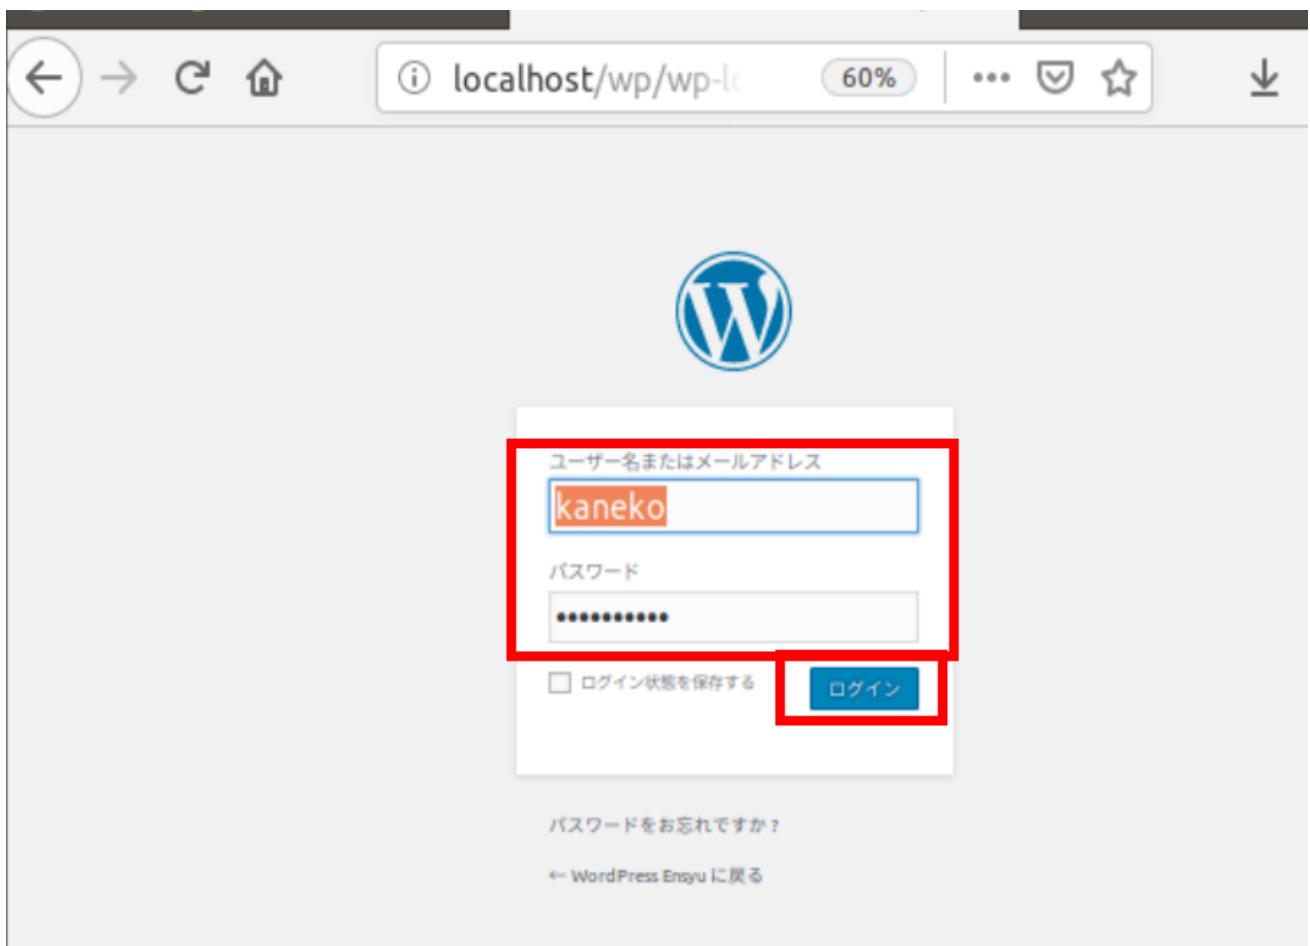 localhost/wp/wp-l
60%
ユーザー名またはメールアドレス
kaneko
パスワード
••••••••••
ログイン状態を保存する
ログイン
パスワードをお忘れですか ?
← WordPress Ensyu に戻る